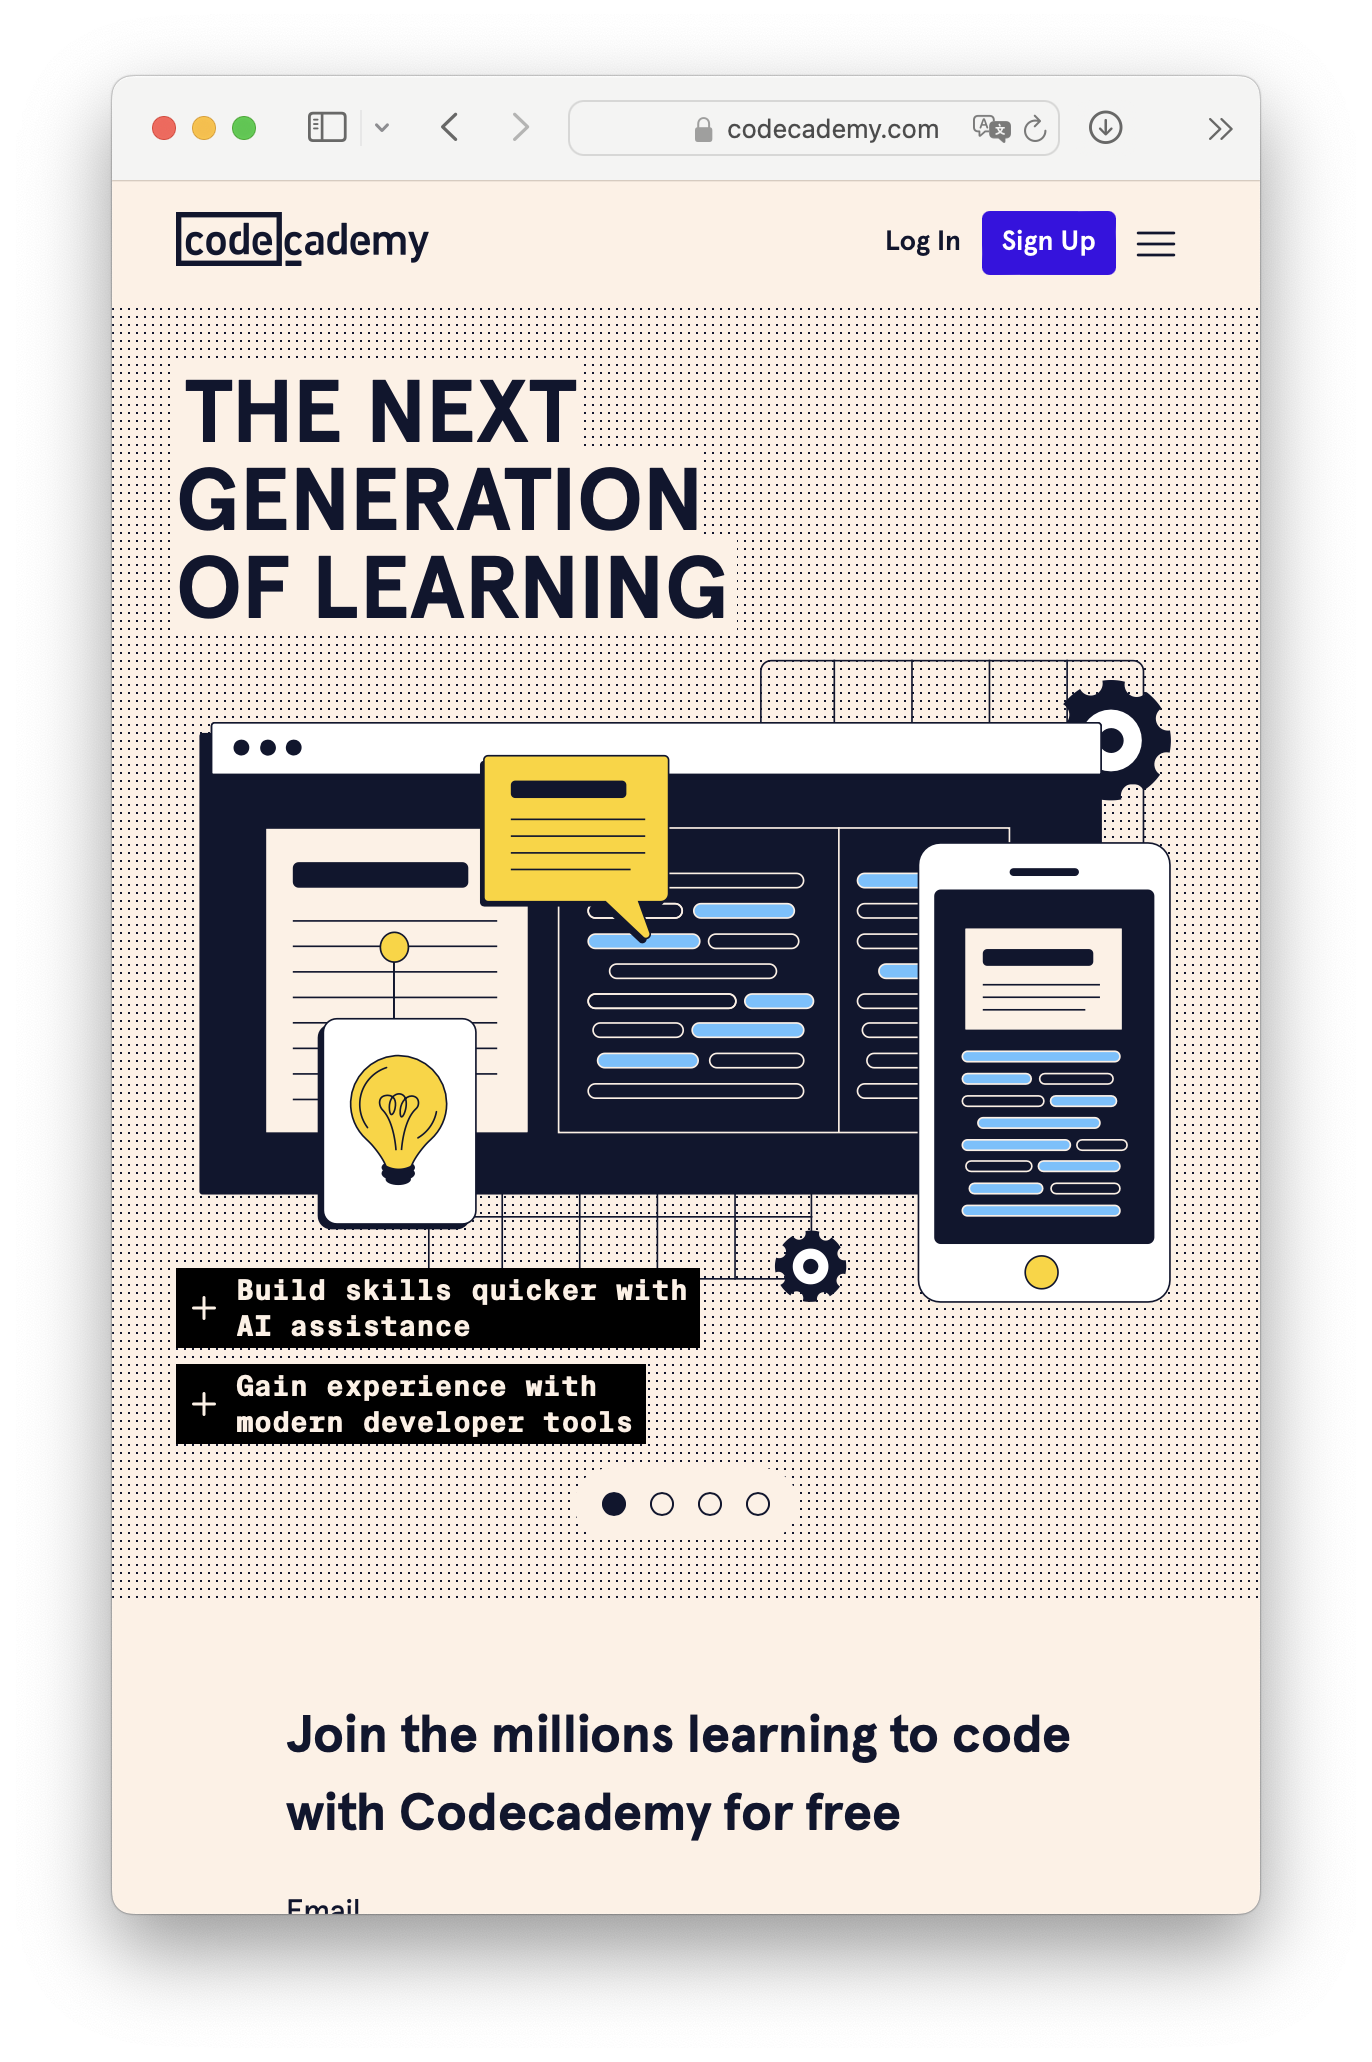 codecademy.com
codecademy
Log In
Sign Up
THE NEXT
GENERATION
OF LEARNING
Build skills quicker with
AI assistance
Gain experience with
modern developer tools
Join the millions learning to code
with Codecademy for free
Email